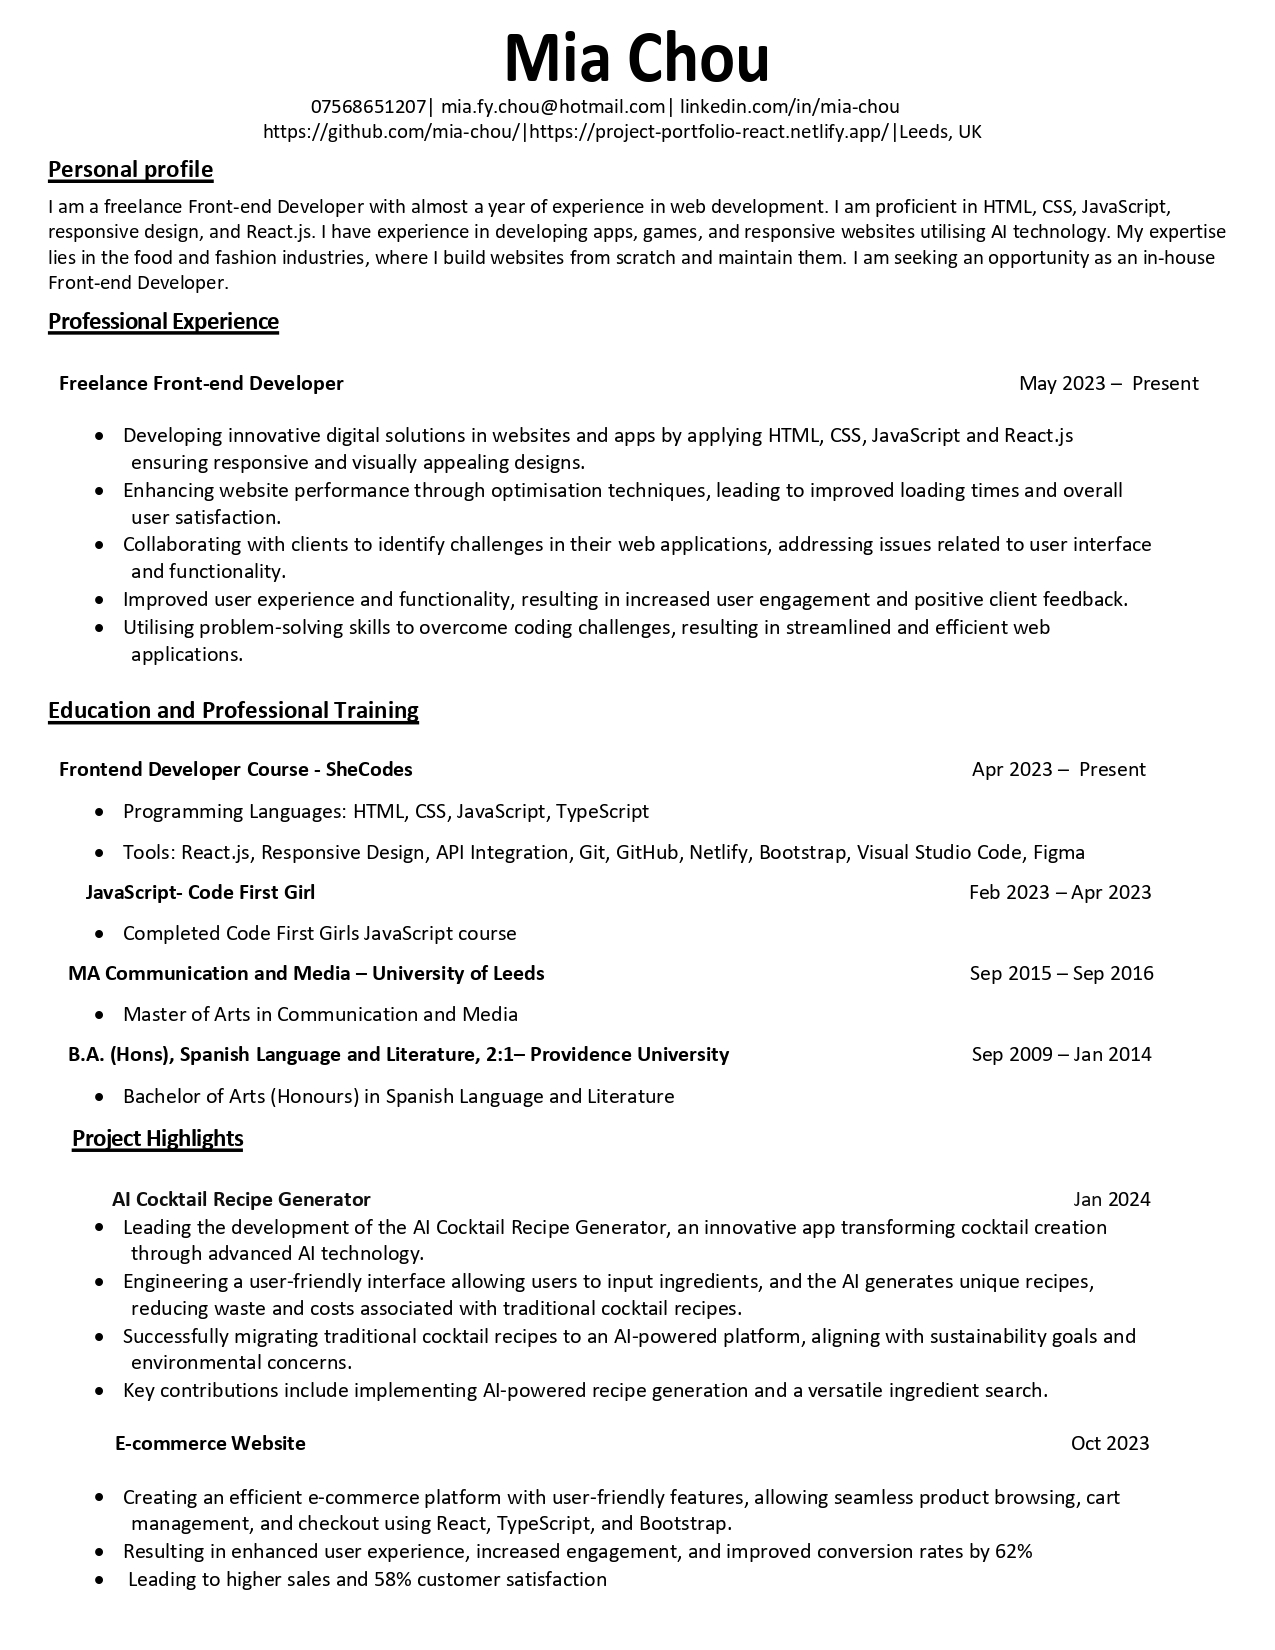 Mia Chou
07568651207| mia.fy.chou@hotmail.com| linkedin.com/in/mia-chou
https://github.com/mia-chou/|https://project-portfolio-react.netlify.app/|Leeds, UK
Personal profile
I am a freelance Front-end Developer with almost a year of experience in web development. I am proficient in HTML, CSS, JavaScript,
responsive design, and React.js. I have experience in developing apps, games, and responsive websites utilising AI technology. My expertise
lies in the food and fashion industries, where I build websites from scratch and maintain them. I am seeking an opportunity as an in-house
Front-end Developer.
Professional Experience
Freelance Front-end Developer May 2023 – Present
• Developing innovative digital solutions in websites and apps by applying HTML, CSS, JavaScript and React.js
ensuring responsive and visually appealing designs.
• Enhancing website performance through optimisation techniques, leading to improved loading times and overall
user satisfaction.
• Collaborating with clients to identify challenges in their web applications, addressing issues related to user interface
and functionality.
• Improved user experience and functionality, resulting in increased user engagement and positive client feedback.
• Utilising problem-solving skills to overcome coding challenges, resulting in streamlined and efficient web
applications.
Education and Professional Training
Frontend Developer Course - SheCodes Apr 2023 – Present
• Programming Languages: HTML, CSS, JavaScript, TypeScript
• Tools: React.js, Responsive Design, API Integration, Git, GitHub, Netlify, Bootstrap, Visual Studio Code, Figma
JavaScript- Code First Girl Feb 2023 – Apr 2023
• Completed Code First Girls JavaScript course
MA Communication and Media – University of Leeds Sep 2015 – Sep 2016
• Master of Arts in Communication and Media
B.A. (Hons), Spanish Language and Literature, 2:1– Providence University Sep 2009 – Jan 2014
• Bachelor of Arts (Honours) in Spanish Language and Literature
Project Highlights
AI Cocktail Recipe Generator Jan 2024
• Leading the development of the AI Cocktail Recipe Generator, an innovative app transforming cocktail creation
through advanced AI technology.
• Engineering a user-friendly interface allowing users to input ingredients, and the AI generates unique recipes,
reducing waste and costs associated with traditional cocktail recipes.
• Successfully migrating traditional cocktail recipes to an AI-powered platform, aligning with sustainability goals and
environmental concerns.
• Key contributions include implementing AI-powered recipe generation and a versatile ingredient search.
E-commerce Website Oct 2023
• Creating an efficient e-commerce platform with user-friendly features, allowing seamless product browsing, cart
management, and checkout using React, TypeScript, and Bootstrap.
• Resulting in enhanced user experience, increased engagement, and improved conversion rates by 62%
• Leading to higher sales and 58% customer satisfaction